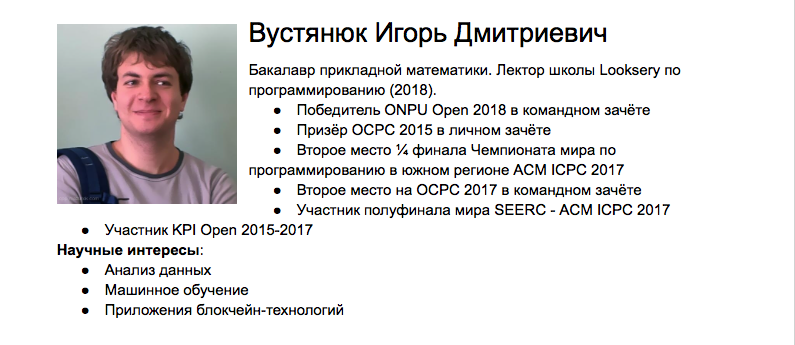 Вустянюк Игорь Дмитриевич
Бакалавр прикладной математики. Лектор школы Looksery по
программированию (2018).
● Победитель ONPU Open 2018 в командном зачёте
● Призёр OCPC 2015 в личном зачёте
● Второе место ¼ финала Чемпионата мира по
программированию в южном регионе ACM ICPC 2017
● Второе место на OCPC 2017 в командном зачёте
● Участник полуфинала мира SEERC - ACM ICPC 2017
● Участник KPI Open 2015-2017
Научные интересы:
● Анализ данных
● Машинное обучение
● Приложения блокчейн-технологий